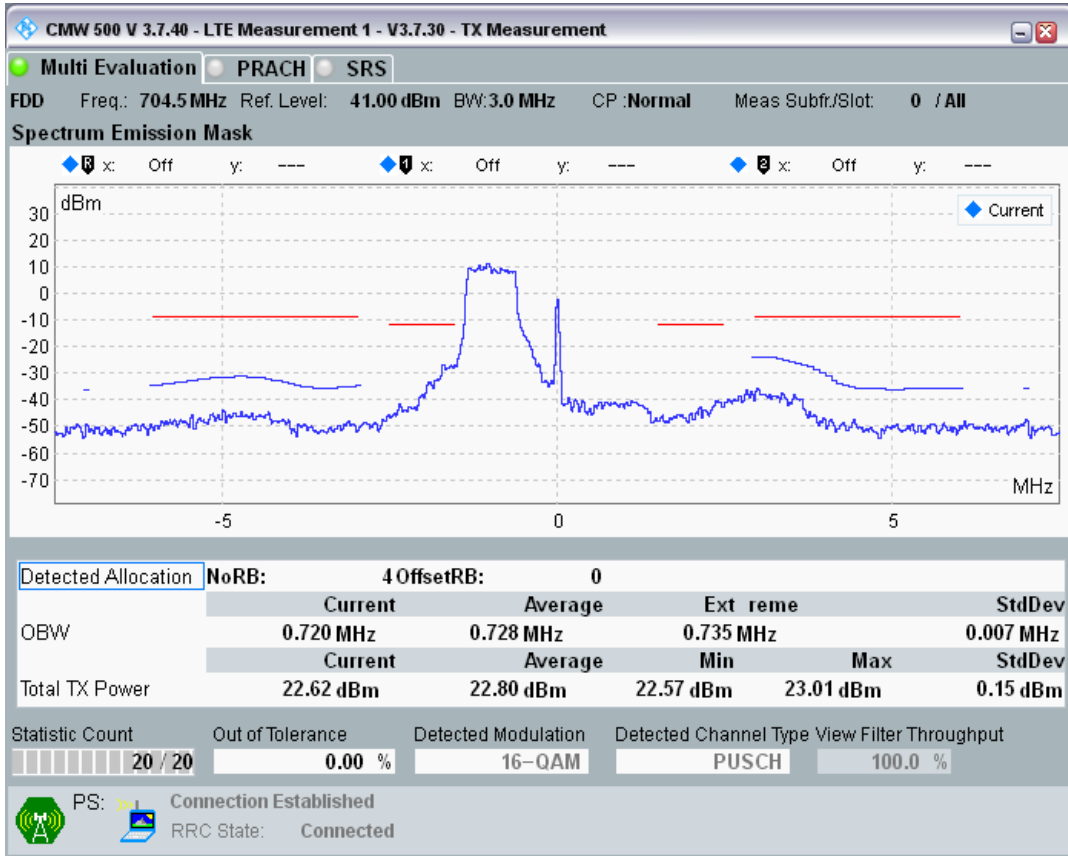 CMW 500 V 3.7.40 - LTE Measurement 1 - V3.7.30 - TX Measurement
Multi Evaluation PRACH SRS
FDD Freq.: 704.5 MHz Ref. Level: 41.00 dBm BW: 3.0 MHz CP :Normal Meas Subfr./Slot: 0 / All
Spectrum Emission Mask
R x: Off y: --- 1 x: Off y: --- 2 x: Off y: ---
dBm
Current
30
20
10
0
-10
-20
-30
-40
-50
-60
-70
MHz
-5 0 5
Detected Allocation NoRB: 4 OffsetRB: 0
Current Average Ext reme StdDev
OBW 0.720 MHz 0.728 MHz 0.735 MHz 0.007 MHz
Current Average Min Max StdDev
Total TX Power 22.62 dBm 22.80 dBm 22.57 dBm 23.01 dBm 0.15 dBm
Statistic Count Out of Tolerance Detected Modulation Detected Channel Type View Filter Throughput
20 / 20 0.00 % 16-QAM PUSCH 100.0 %
PS: Connection Established
RRC State: Connected